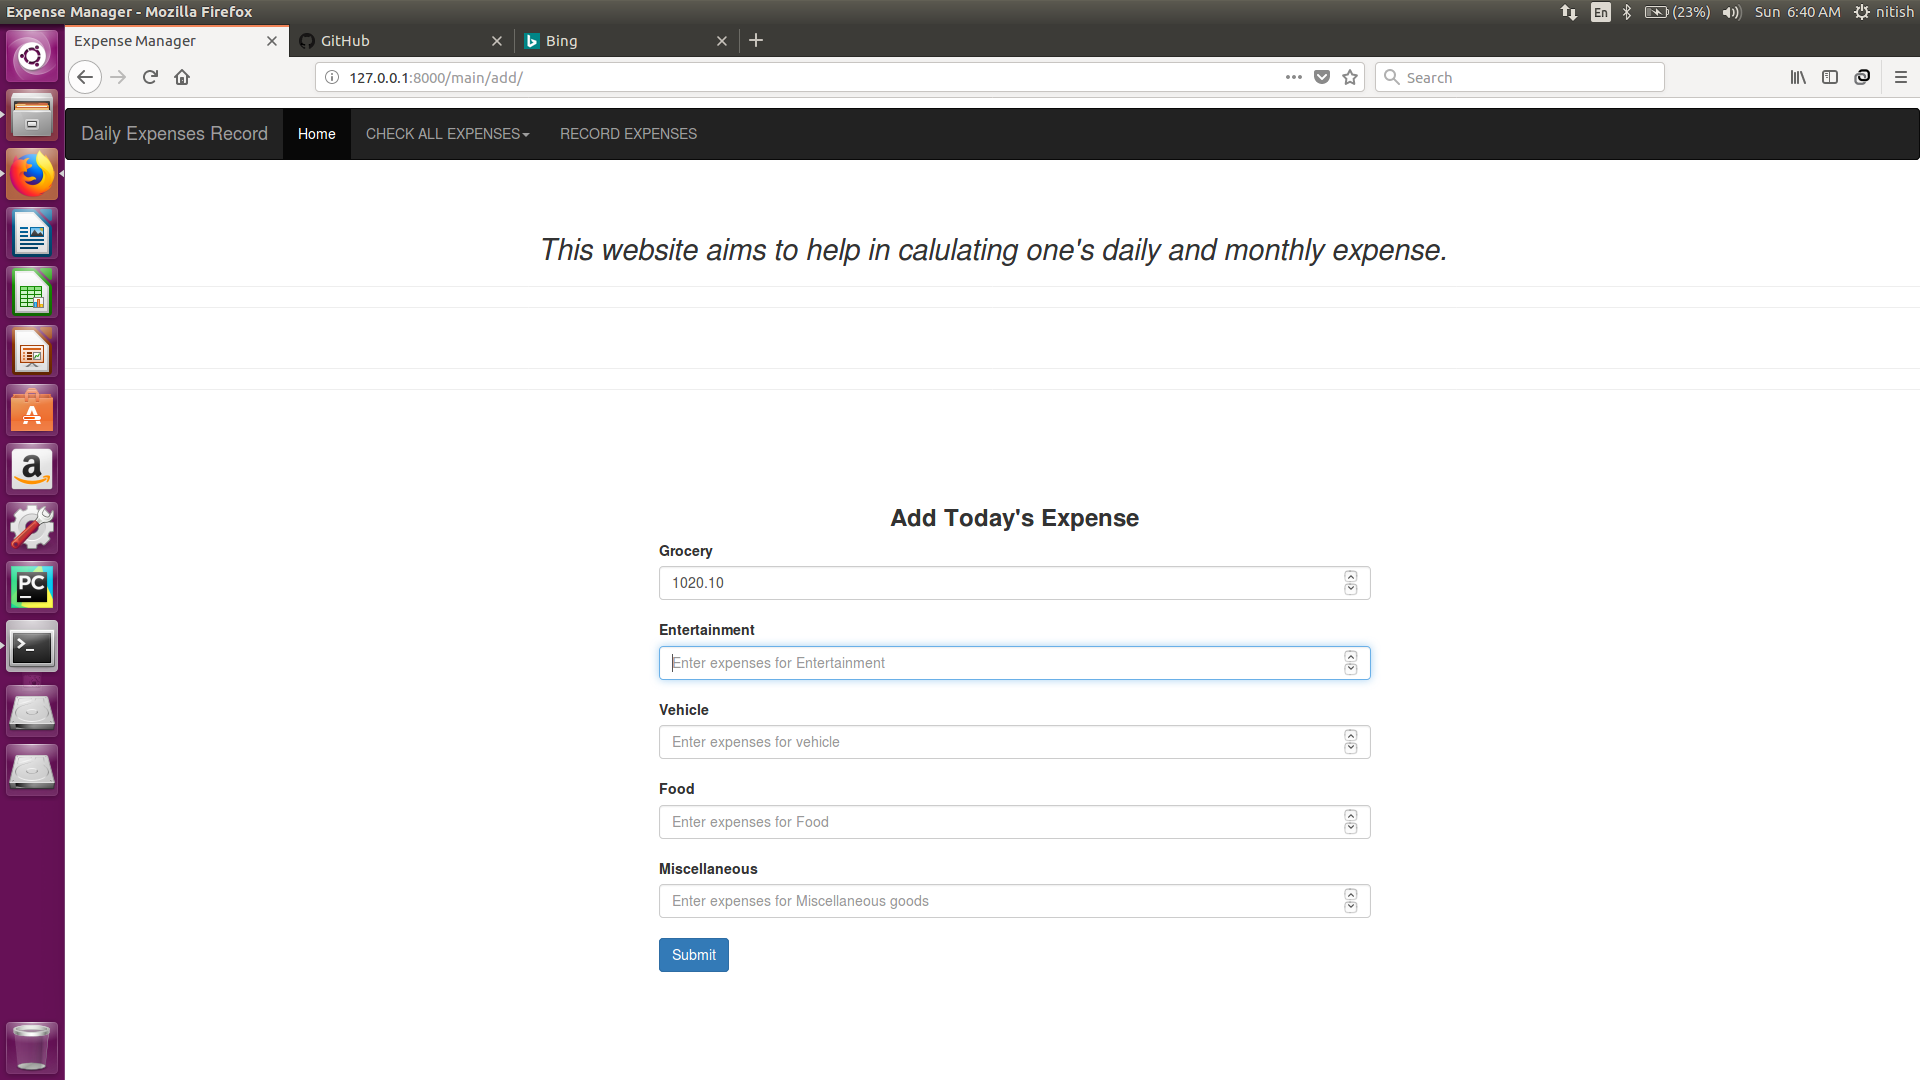 Expense Manager - Mozilla Firefox
En (23%) Sun 6:40 AM nitish
Expense Manager GitHub Bing
127.0.0.1:8000/main/add/ Search
Daily Expenses Record Home CHECK ALL EXPENSES RECORD EXPENSES
This website aims to help in calulating one's daily and monthly expense.
Add Today's Expense
Grocery
1020.10
Entertainment
Enter expenses for Entertainment
Vehicle
Enter expenses for vehicle
Food
Enter expenses for Food
Miscellaneous
Enter expenses for Miscellaneous goods
Submit